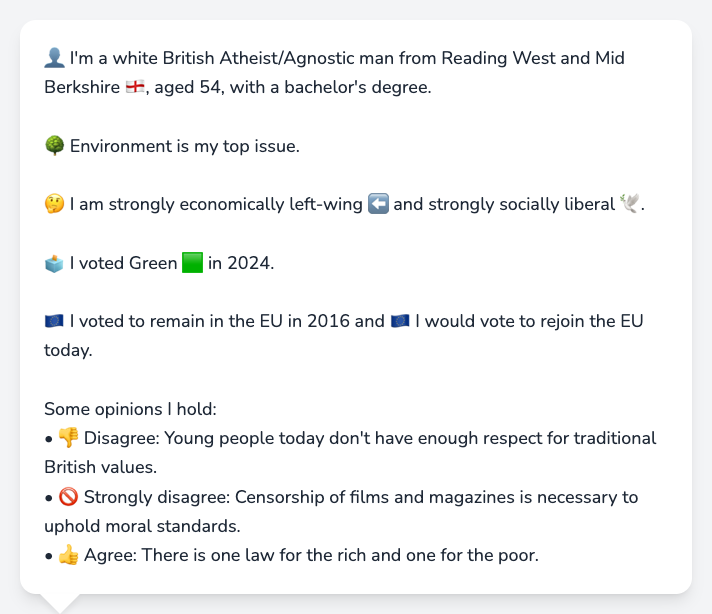 👤 I'm a white British Atheist/Agnostic man from Reading West and Mid
Berkshire 🏴󠁧󠁢󠁥󠁮󠁧󠁿, aged 54, with a bachelor's degree.
🌳 Environment is my top issue.
🤔 I am strongly economically left-wing ⬅️ and strongly socially liberal 🕊️.
🗳️ I voted Green 🟩 in 2024.
🇪🇺 I voted to remain in the EU in 2016 and 🇪🇺 I would vote to rejoin the EU
today.
Some opinions I hold:
• 👎 Disagree: Young people today don't have enough respect for traditional
British values.
• 🚫 Strongly disagree: Censorship of films and magazines is necessary to
uphold moral standards.
• 👍 Agree: There is one law for the rich and one for the poor.